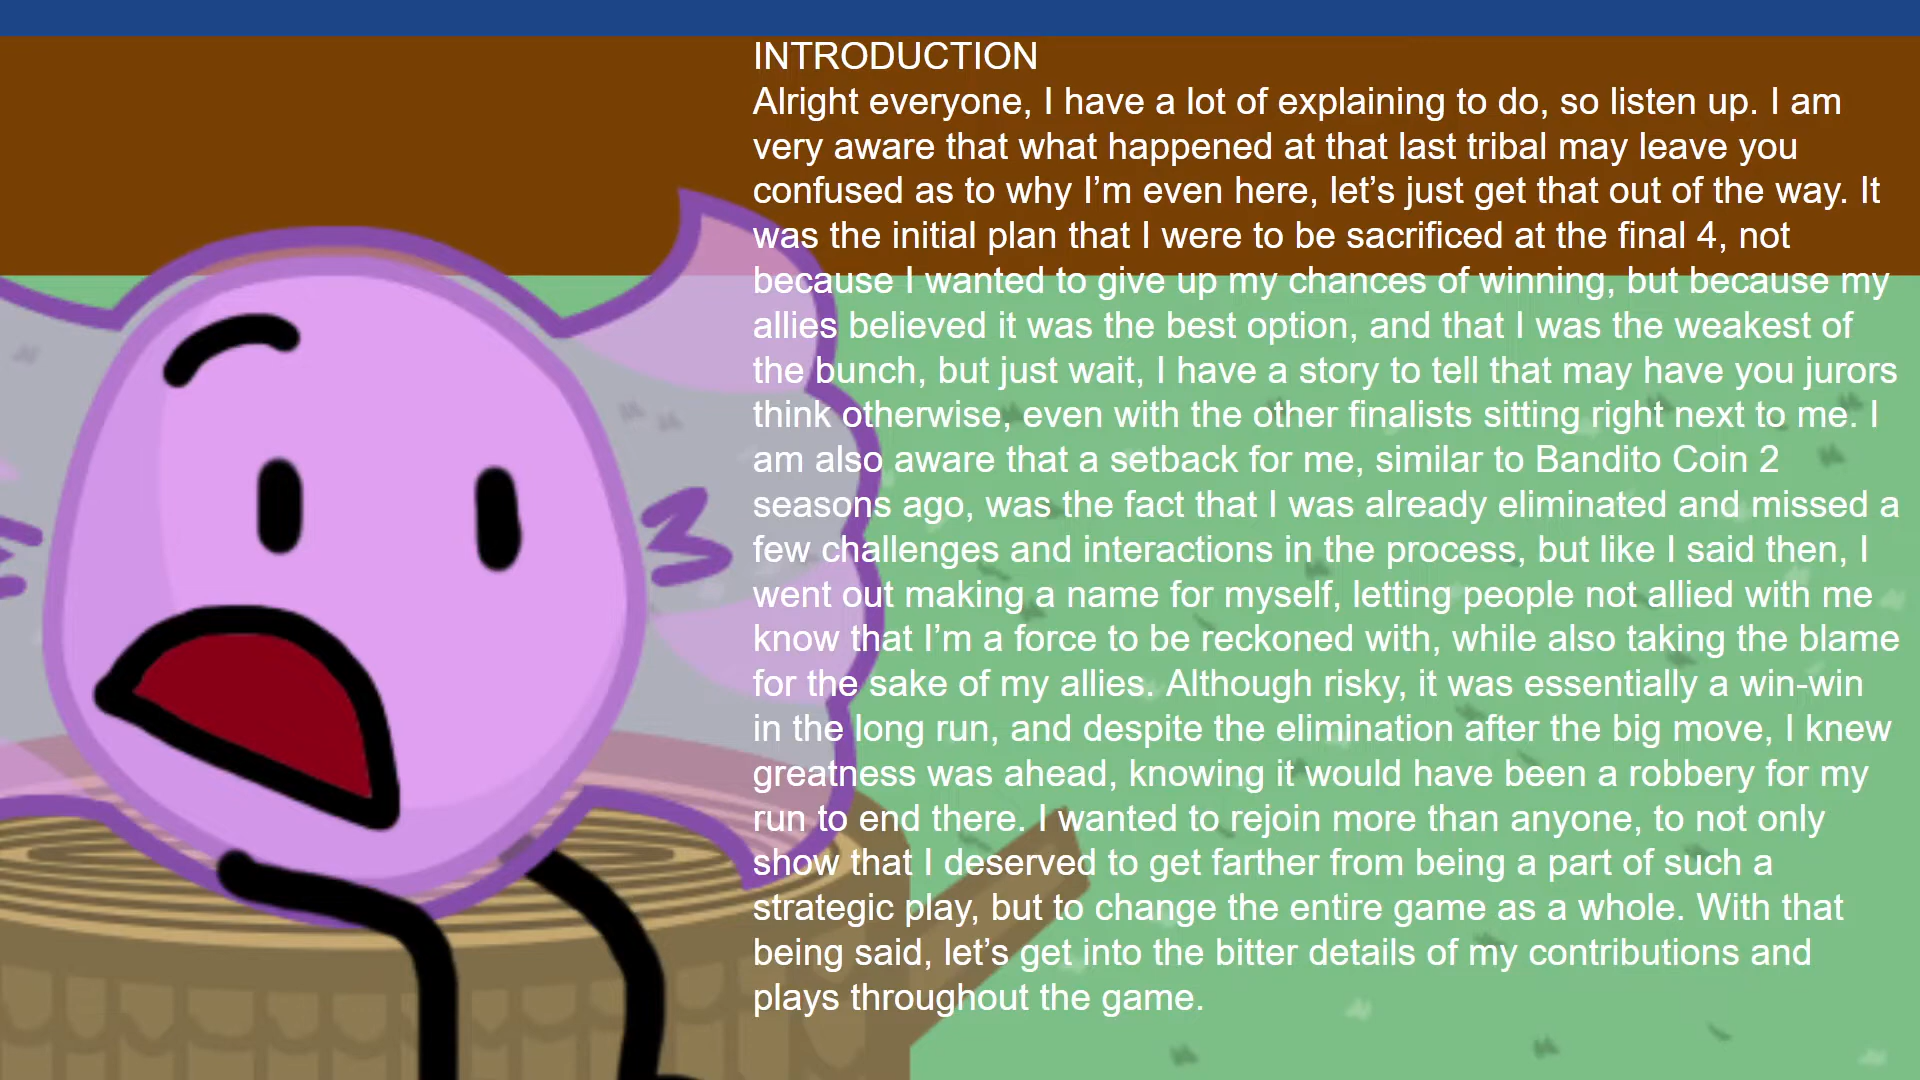 INTRODUCTION
Alright everyone, I have a lot of explaining to do, so listen up. I am
very aware that what happened at that last tribal may leave you
confused as to why I’m even here, let’s just get that out of the way. It
was the initial plan that I were to be sacrificed at the final 4, not
because I wanted to give up my chances of winning, but because my
allies believed it was the best option, and that I was the weakest of
the bunch, but just wait, I have a story to tell that may have you jurors
think otherwise, even with the other finalists sitting right next to me. I
am also aware that a setback for me, similar to Bandito Coin 2
seasons ago, was the fact that I was already eliminated and missed a
few challenges and interactions in the process, but like I said then, I
went out making a name for myself, letting people not allied with me
know that I’m a force to be reckoned with, while also taking the blame
for the sake of my allies. Although risky, it was essentially a win-win
in the long run, and despite the elimination after the big move, I knew
greatness was ahead, knowing it would have been a robbery for my
run to end there. I wanted to rejoin more than anyone, to not only
show that I deserved to get farther from being a part of such a
strategic play, but to change the entire game as a whole. With that
being said, let’s get into the bitter details of my contributions and
plays throughout the game.